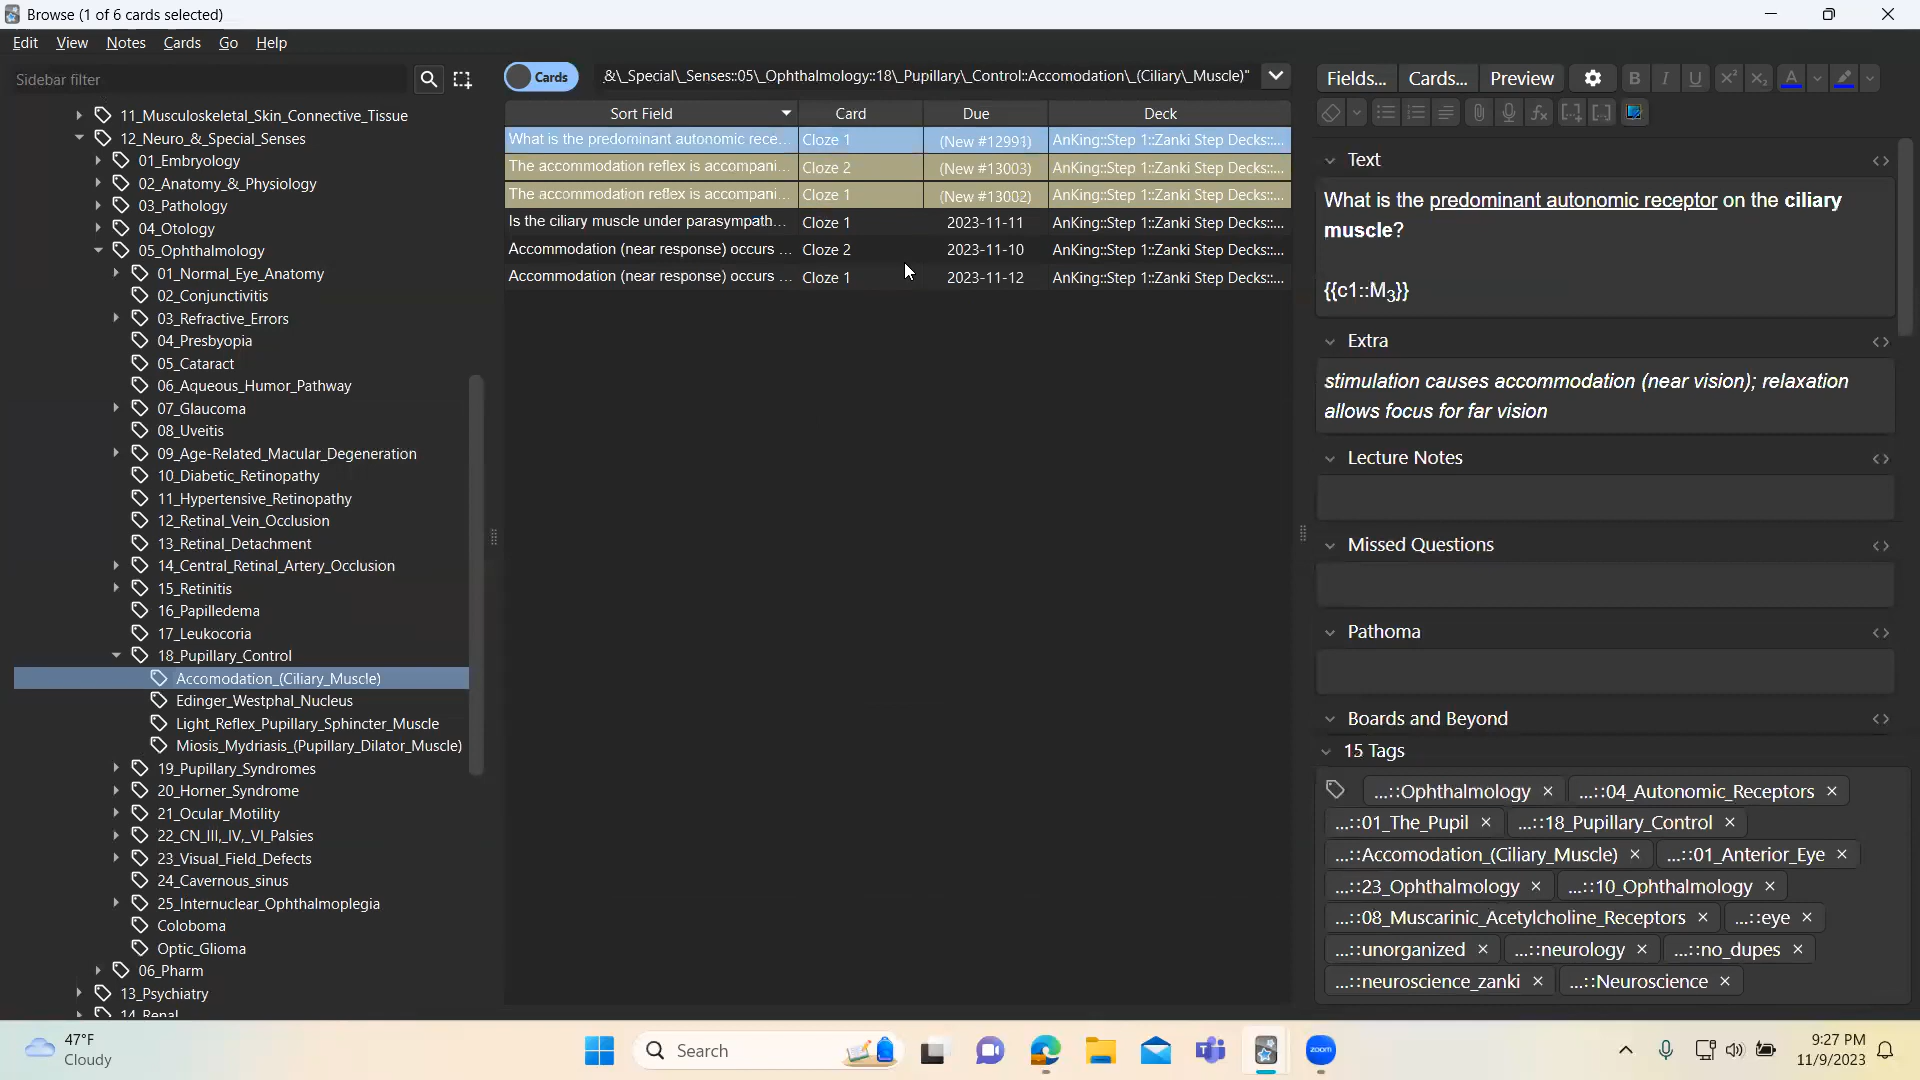 Browse (1 of 6 cards selected)
Edit View Notes Cards Go Help
Sidebar filter
11_Musculoskeletal_Skin_Connective_Tissue
12_Neuro_&_Special_Senses
01_Embryology
02_Anatomy_&_Physiology
03_Pathology
04_Otology
05_Ophthalmology
01_Normal_Eye_Anatomy
02_Conjunctivitis
03_Refractive_Errors
04_Presbyopia
05_Cataract
06_Aqueous_Humor_Pathway
07_Glaucoma
08_Uveitis
09_Age-Related_Macular_Degeneration
10_Diabetic_Retinopathy
11_Hypertensive_Retinopathy
12_Retinal_Vein_Occlusion
13_Retinal_Detachment
14_Central_Retinal_Artery_Occlusion
15_Retinitis
16_Papilledema
17_Leukocoria
18_Pupillary_Control
Accomodation_(Ciliary_Muscle)
Edinger_Westphal_Nucleus
Light_Reflex_Pupillary_Sphincter_Muscle
Miosis_Mydriasis_(Pupillary_Dilator_Muscle)
19_Pupillary_Syndromes
20_Horner_Syndrome
21_Ocular_Motility
22_CN_III,_IV,_VI_Palsies
23_Visual_Field_Defects
24_Cavernous_sinus
25_Internuclear_Ophthalmoplegia
Coloboma
Optic_Glioma
06_Pharm
13_Psychiatry
14_Renal
Cards &\_Special\_Senses::05\_Ophthalmology::18\_Pupillary\_Control::Accomodation\_(Ciliary\_Muscle)"
Sort Field Card Due Deck
What is the predominant autonomic rece... Cloze 1 (New #12991) AnKing::Step 1::Zanki Step Decks::...
The accommodation reflex is accompani... Cloze 2 (New #13003) AnKing::Step 1::Zanki Step Decks::...
The accommodation reflex is accompani... Cloze 1 (New #13002) AnKing::Step 1::Zanki Step Decks::...
Is the ciliary muscle under parasympath... Cloze 1 2023-11-11 AnKing::Step 1::Zanki Step Decks::...
Accommodation (near response) occurs ... Cloze 2 2023-11-10 AnKing::Step 1::Zanki Step Decks::...
Accommodation (near response) occurs ... Cloze 1 2023-11-12 AnKing::Step 1::Zanki Step Decks::...
Fields... Cards... Preview B I U x² x₂ A
fx [...]+ [...]
Text <>
What is the predominant autonomic receptor on the ciliary
muscle?
{{c1::M3}}
Extra <>
stimulation causes accommodation (near vision); relaxation
allows focus for far vision
Lecture Notes <>
Missed Questions <>
Pathoma <>
Boards and Beyond <>
15 Tags
...::Ophthalmology × ...::04_Autonomic_Receptors ×
...::01_The_Pupil × ...::18_Pupillary_Control ×
...::Accomodation_(Ciliary_Muscle) × ...::01_Anterior_Eye ×
...::23_Ophthalmology × ...::10_Ophthalmology ×
...::08_Muscarinic_Acetylcholine_Receptors × ...::eye ×
...::unorganized × ...::neurology × ...::no_dupes ×
...::neuroscience_zanki × ...::Neuroscience ×
47°F
Cloudy
Search
zoom
9:27 PM
11/9/2023